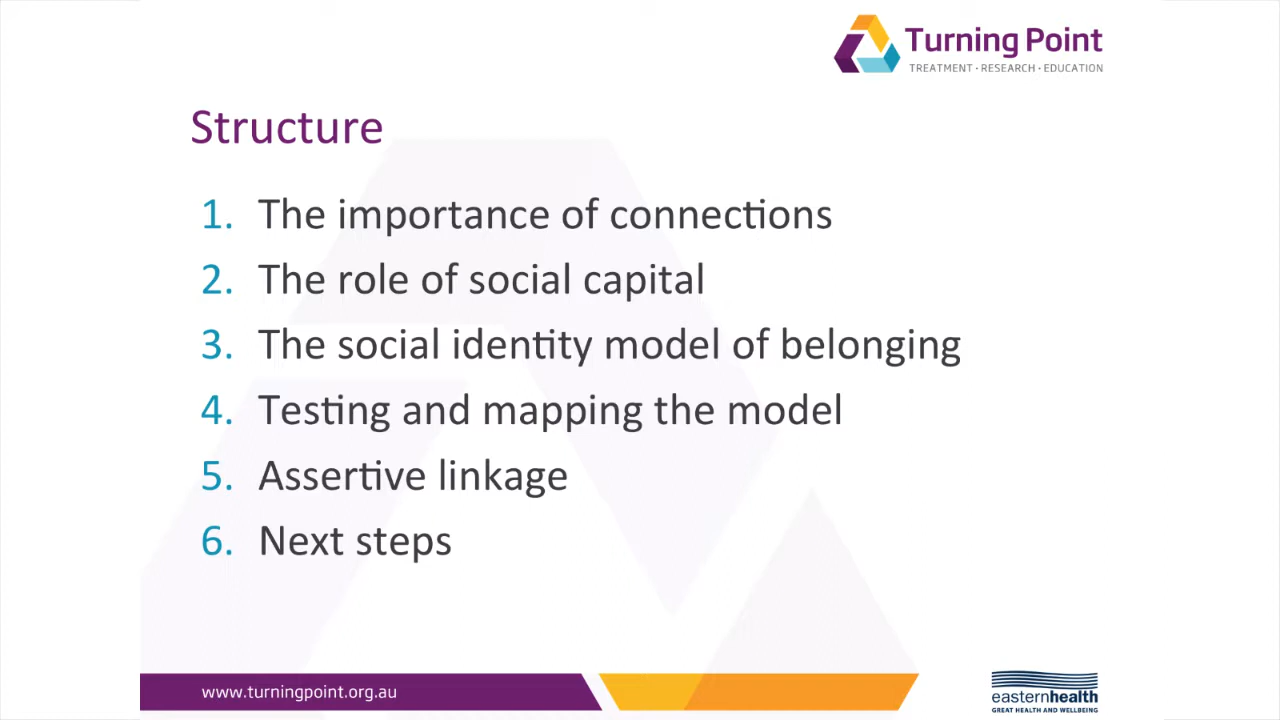 Turning Point
TREATMENT · RESEARCH · EDUCATION
Structure
1. The importance of connections
2. The role of social capital
3. The social identity model of belonging
4. Testing and mapping the model
5. Assertive linkage
6. Next steps
www.turningpoint.org.au
easternhealth
GREAT HEALTH AND WELLBEING